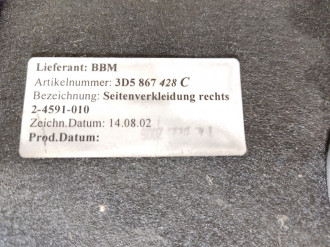 Lieferant: BBM
Artikelnummer: 3D5 867 428 C
Bezeichnung: Seitenverkleidung rechts
2-4591-010
Zeichn.Datum: 14.08.02
Prod.Datum: